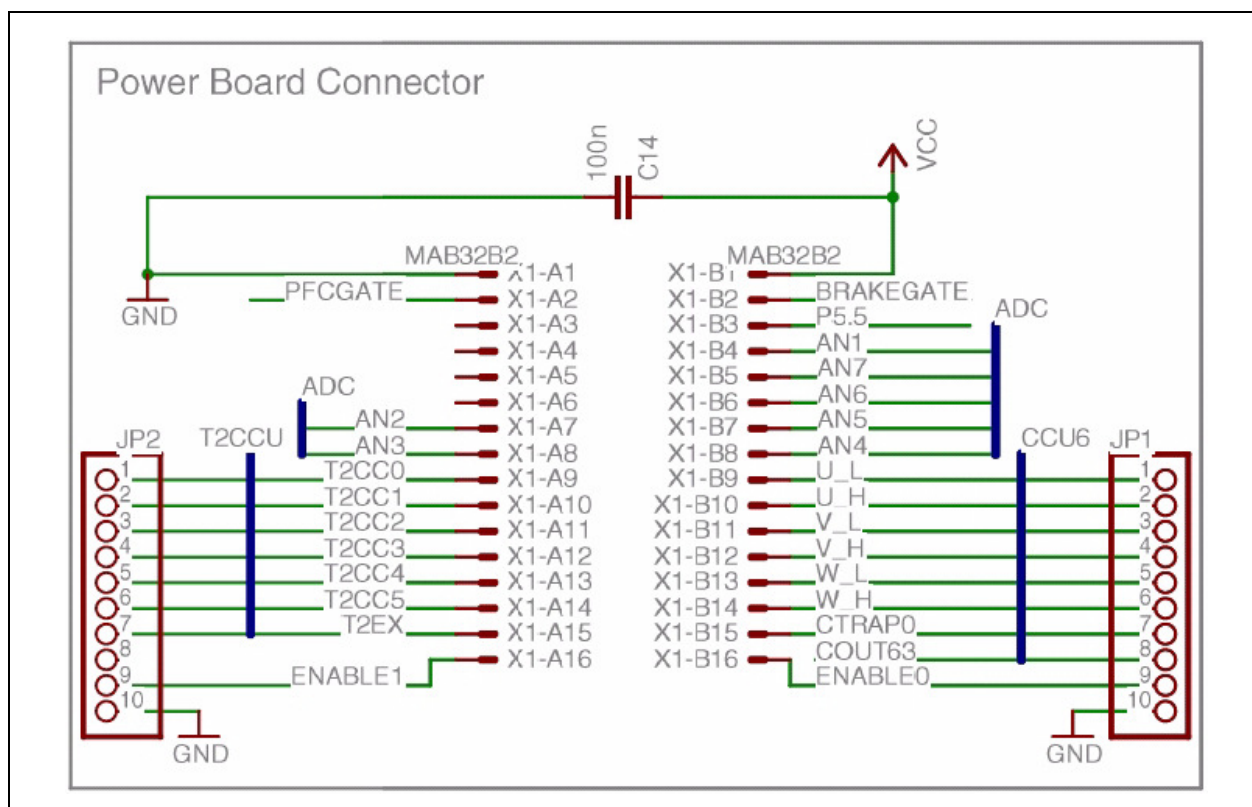 Power Board Connector
100n
C14
VCC
MAB32B2
MAB32B2
X1-A1
X1-B1
GND
PFCGATE
X1-A2
X1-B2
BRAKEGATE
X1-A3
X1-B3
P5.5
ADC
X1-A4
X1-B4
AN1
X1-A5
X1-B5
AN7
ADC
X1-A6
X1-B6
AN6
AN2
X1-A7
X1-B7
AN5
JP2
T2CCU
AN3
X1-A8
X1-B8
AN4
CCU6
JP1
1
T2CC0
X1-A9
X1-B9
U_L
1
2
T2CC1
X1-A10
X1-B10
U_H
2
3
T2CC2
X1-A11
X1-B11
V_L
3
4
T2CC3
X1-A12
X1-B12
V_H
4
5
T2CC4
X1-A13
X1-B13
W_L
5
6
T2CC5
X1-A14
X1-B14
W_H
6
7
T2EX
X1-A15
X1-B15
CTRAP0
7
8
X1-A16
X1-B16
COUT63
8
9
ENABLE1
ENABLE0
9
10
10
GND
GND